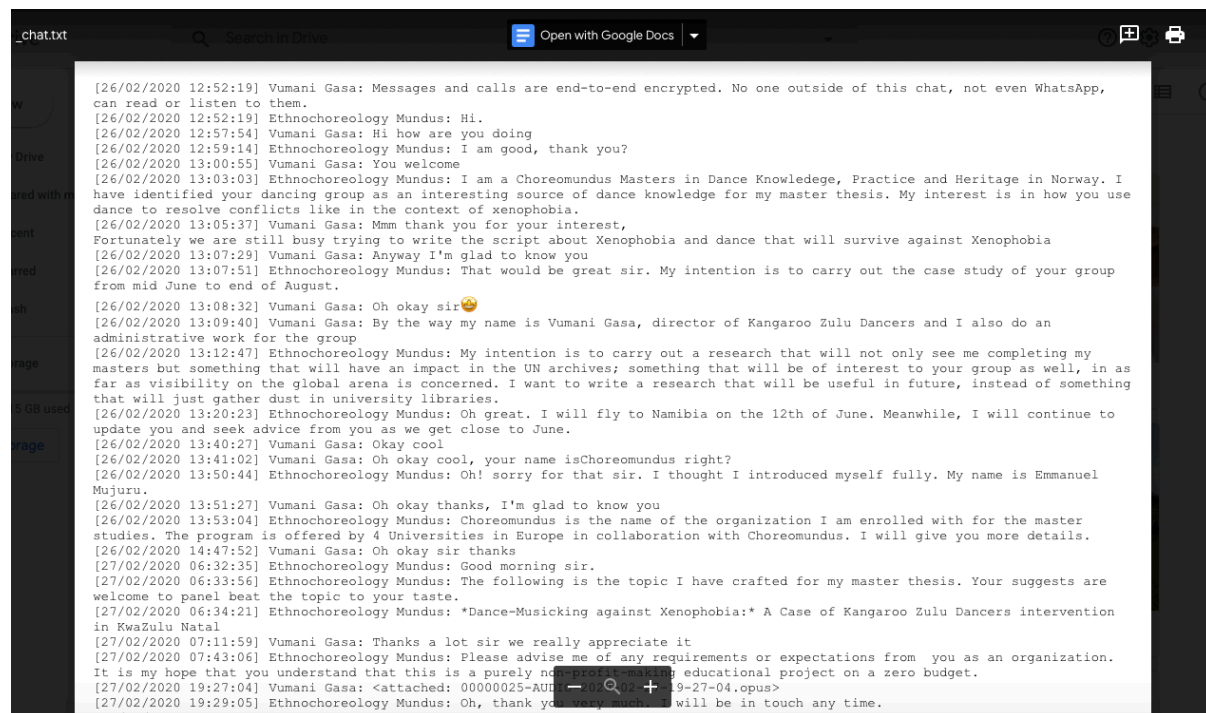 _chat.txt
Search in Drive
Open with Google Docs
[26/02/2020 12:52:19] Vumani Gasa: Messages and calls are end-to-end encrypted. No one outside of this chat, not even WhatsApp,
can read or listen to them.
[26/02/2020 12:52:19] Ethnochoreology Mundus: Hi.
[26/02/2020 12:57:54] Vumani Gasa: Hi how are you doing
[26/02/2020 12:59:14] Ethnochoreology Mundus: I am good, thank you?
[26/02/2020 13:00:55] Vumani Gasa: You welcome
[26/02/2020 13:03:03] Ethnochoreology Mundus: I am a Choreomundus Masters in Dance Knowledege, Practice and Heritage in Norway. I
have identified your dancing group as an interesting source of dance knowledge for my master thesis. My interest is in how you use
dance to resolve conflicts like in the context of xenophobia.
[26/02/2020 13:05:37] Vumani Gasa: Mmm thank you for your interest,
Fortunately we are still busy trying to write the script about Xenophobia and dance that will survive against Xenophobia
[26/02/2020 13:07:29] Vumani Gasa: Anyway I'm glad to know you
[26/02/2020 13:07:51] Ethnochoreology Mundus: That would be great sir. My intention is to carry out the case study of your group
from mid June to end of August.
[26/02/2020 13:08:32] Vumani Gasa: Oh okay sir🤩
[26/02/2020 13:09:40] Vumani Gasa: By the way my name is Vumani Gasa, director of Kangaroo Zulu Dancers and I also do an
administrative work for the group
[26/02/2020 13:12:47] Ethnochoreology Mundus: My intention is to carry out a research that will not only see me completing my
masters but something that will have an impact in the UN archives; something that will be of interest to your group as well, in as
far as visibility on the global arena is concerned. I want to write a research that will be useful in future, instead of something
that will just gather dust in university libraries.
[26/02/2020 13:20:23] Ethnochoreology Mundus: Oh great. I will fly to Namibia on the 12th of June. Meanwhile, I will continue to
update you and seek advice from you as we get close to June.
[26/02/2020 13:40:27] Vumani Gasa: Okay cool
[26/02/2020 13:41:02] Vumani Gasa: Oh okay cool, your name isChoreomundus right?
[26/02/2020 13:50:44] Ethnochoreology Mundus: Oh! sorry for that sir. I thought I introduced myself fully. My name is Emmanuel
Mujuru.
[26/02/2020 13:51:27] Vumani Gasa: Oh okay thanks, I'm glad to know you
[26/02/2020 13:53:04] Ethnochoreology Mundus: Choreomundus is the name of the organization I am enrolled with for the master
studies. The program is offered by 4 Universities in Europe in collaboration with Choreomundus. I will give you more details.
[26/02/2020 14:47:52] Vumani Gasa: Oh okay sir thanks
[27/02/2020 06:32:35] Ethnochoreology Mundus: Good morning sir.
[27/02/2020 06:33:56] Ethnochoreology Mundus: The following is the topic I have crafted for my master thesis. Your suggests are
welcome to panel beat the topic to your taste.
[27/02/2020 06:34:21] Ethnochoreology Mundus: *Dance-Musicking against Xenophobia:* A Case of Kangaroo Zulu Dancers intervention
in KwaZulu Natal
[27/02/2020 07:11:59] Vumani Gasa: Thanks a lot sir we really appreciate it
[27/02/2020 07:43:06] Ethnochoreology Mundus: Please advise me of any requirements or expectations from  you as an organization.
It is my hope that you understand that this is a purely non-profit-making educational project on a zero budget.
[27/02/2020 19:27:04] Vumani Gasa: <attached: 00000025-AUDIO-2020-02-27-19-27-04.opus>
[27/02/2020 19:29:05] Ethnochoreology Mundus: Oh, thank you very much. I will be in touch any time.
Drive
5 GB used